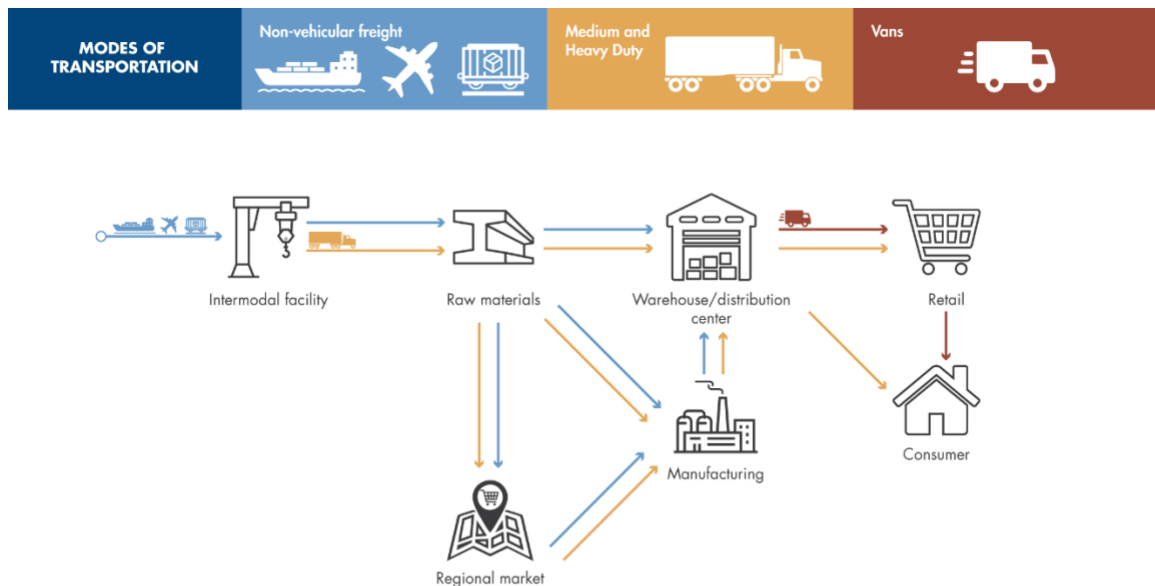 MODES OF
TRANSPORTATION
Non-vehicular freight
Medium and
Heavy Duty
Vans
Intermodal facility
Raw materials
Warehouse/distribution
center
Retail
Manufacturing
Consumer
Regional market